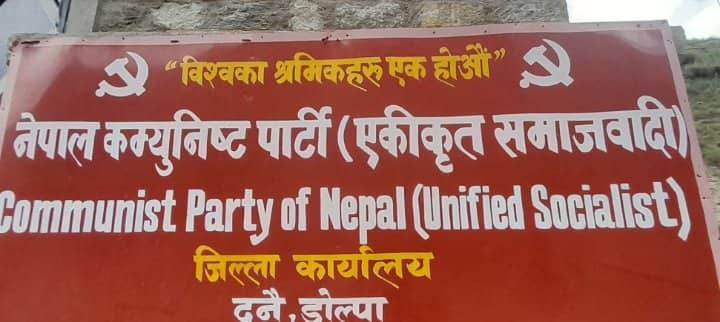 “विश्वका श्रमिकहरु एक होऔं”
नेपाल कम्युनिष्ट पार्टी (एकीकृत समाजवादी)
Communist Party of Nepal (Unified Socialist)
जिल्ला कार्यालय
दुनै, डोल्पा